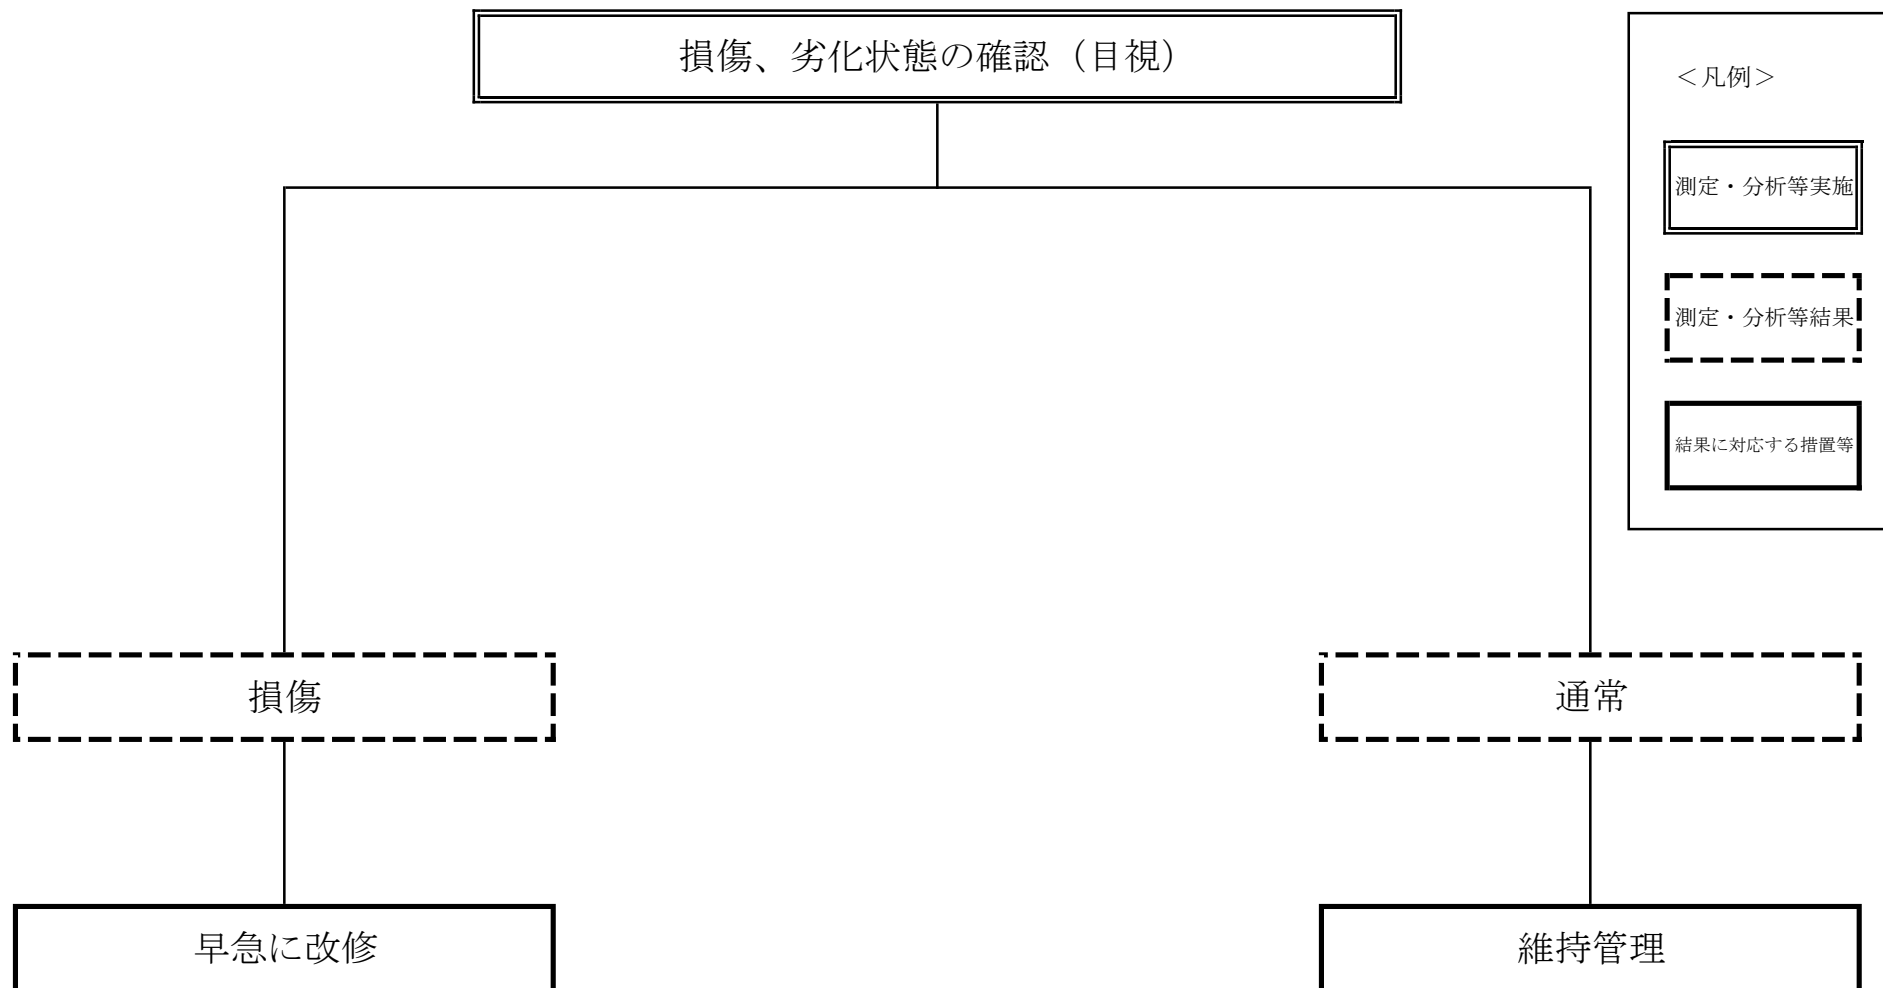 損傷、劣化状態の確認（目視）
＜凡例＞
測定・分析等実施
測定・分析等結果
結果に対応する措置等
損傷
通常
早急に改修
維持管理